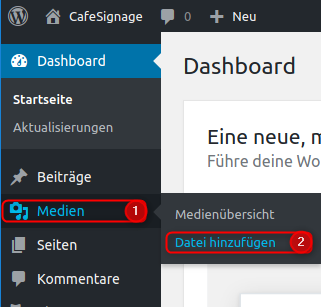 CafeSignage 0 Neu
Dashboard
Startseite
Aktualisierungen
Beiträge
Medien 1
Seiten
Kommentare
Medienübersicht
Datei hinzufügen 2
Dashboard
Eine neue, m
Führe deine Wo